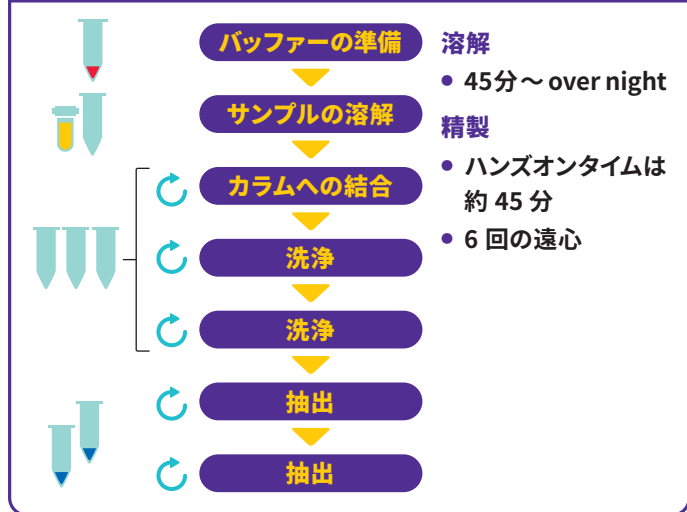 バッファーの準備
サンプルの溶解
カラムへの結合
洗浄
洗浄
抽出
抽出
溶解
• 45分～ over night
精製
• ハンズオンタイムは
約 45 分
• 6 回の遠心